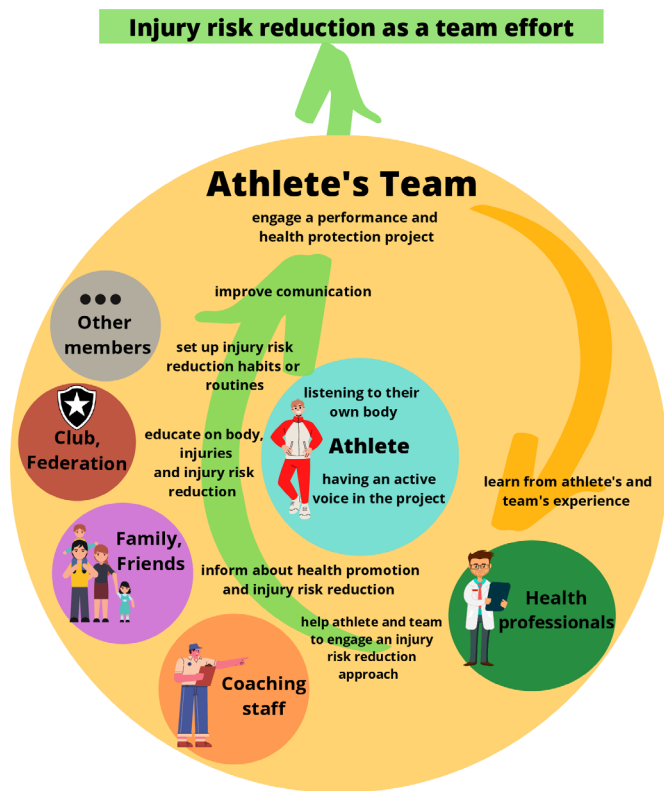 Injury risk reduction as a team effort
Athlete's Team
engage a performance and
health protection project
improve comunication
Other
members
set up injury risk
reduction habits or
routines
listening to their
own body
Athlete
having an active
voice in the project
Club,
Federation
educate on body,
injuries
and injury risk
reduction
learn from athlete's and
team's experience
Family,
Friends
inform about health promotion
and injury risk reduction
Health
professionals
help athlete and team
to engage an injury
risk reduction
approach
Coaching
staff